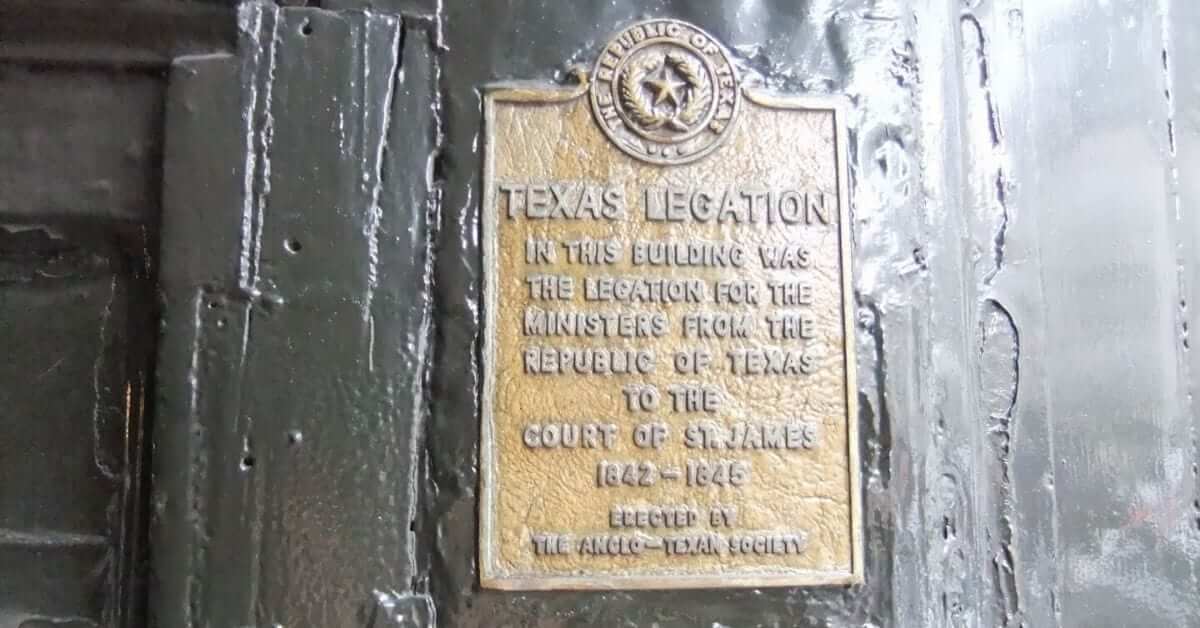 THE REPUBLIC OF TEXAS
TEXAS LEGATION
IN THIS BUILDING WAS
THE LEGATION FOR THE
MINISTERS FROM THE
REPUBLIC OF TEXAS
TO THE
COURT OF ST. JAMES
1842 – 1845
ERECTED BY
THE ANGLO – TEXAN SOCIETY